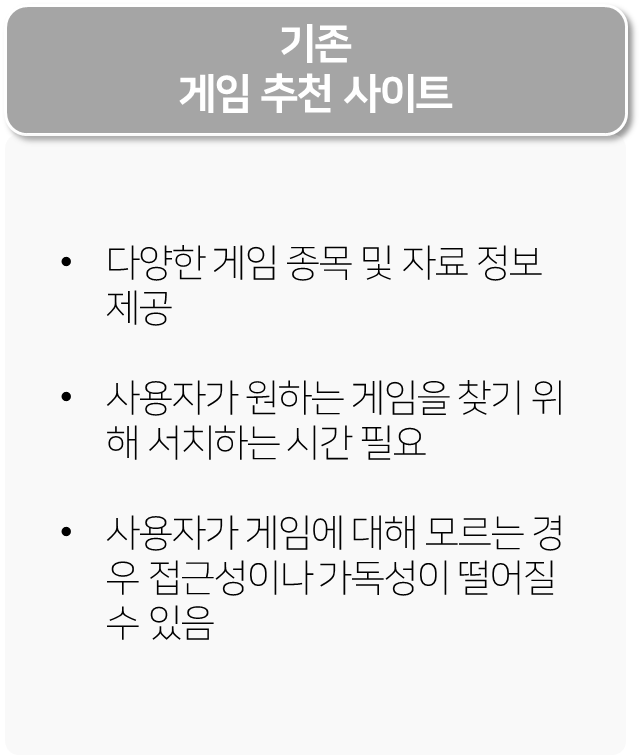 기존
게임 추천 사이트
• 다양한 게임 종목 및 자료 정보
제공
• 사용자가 원하는 게임을 찾기 위
해 서치하는 시간 필요
• 사용자가 게임에 대해 모르는 경
우 접근성이나 가독성이 떨어질
수 있음